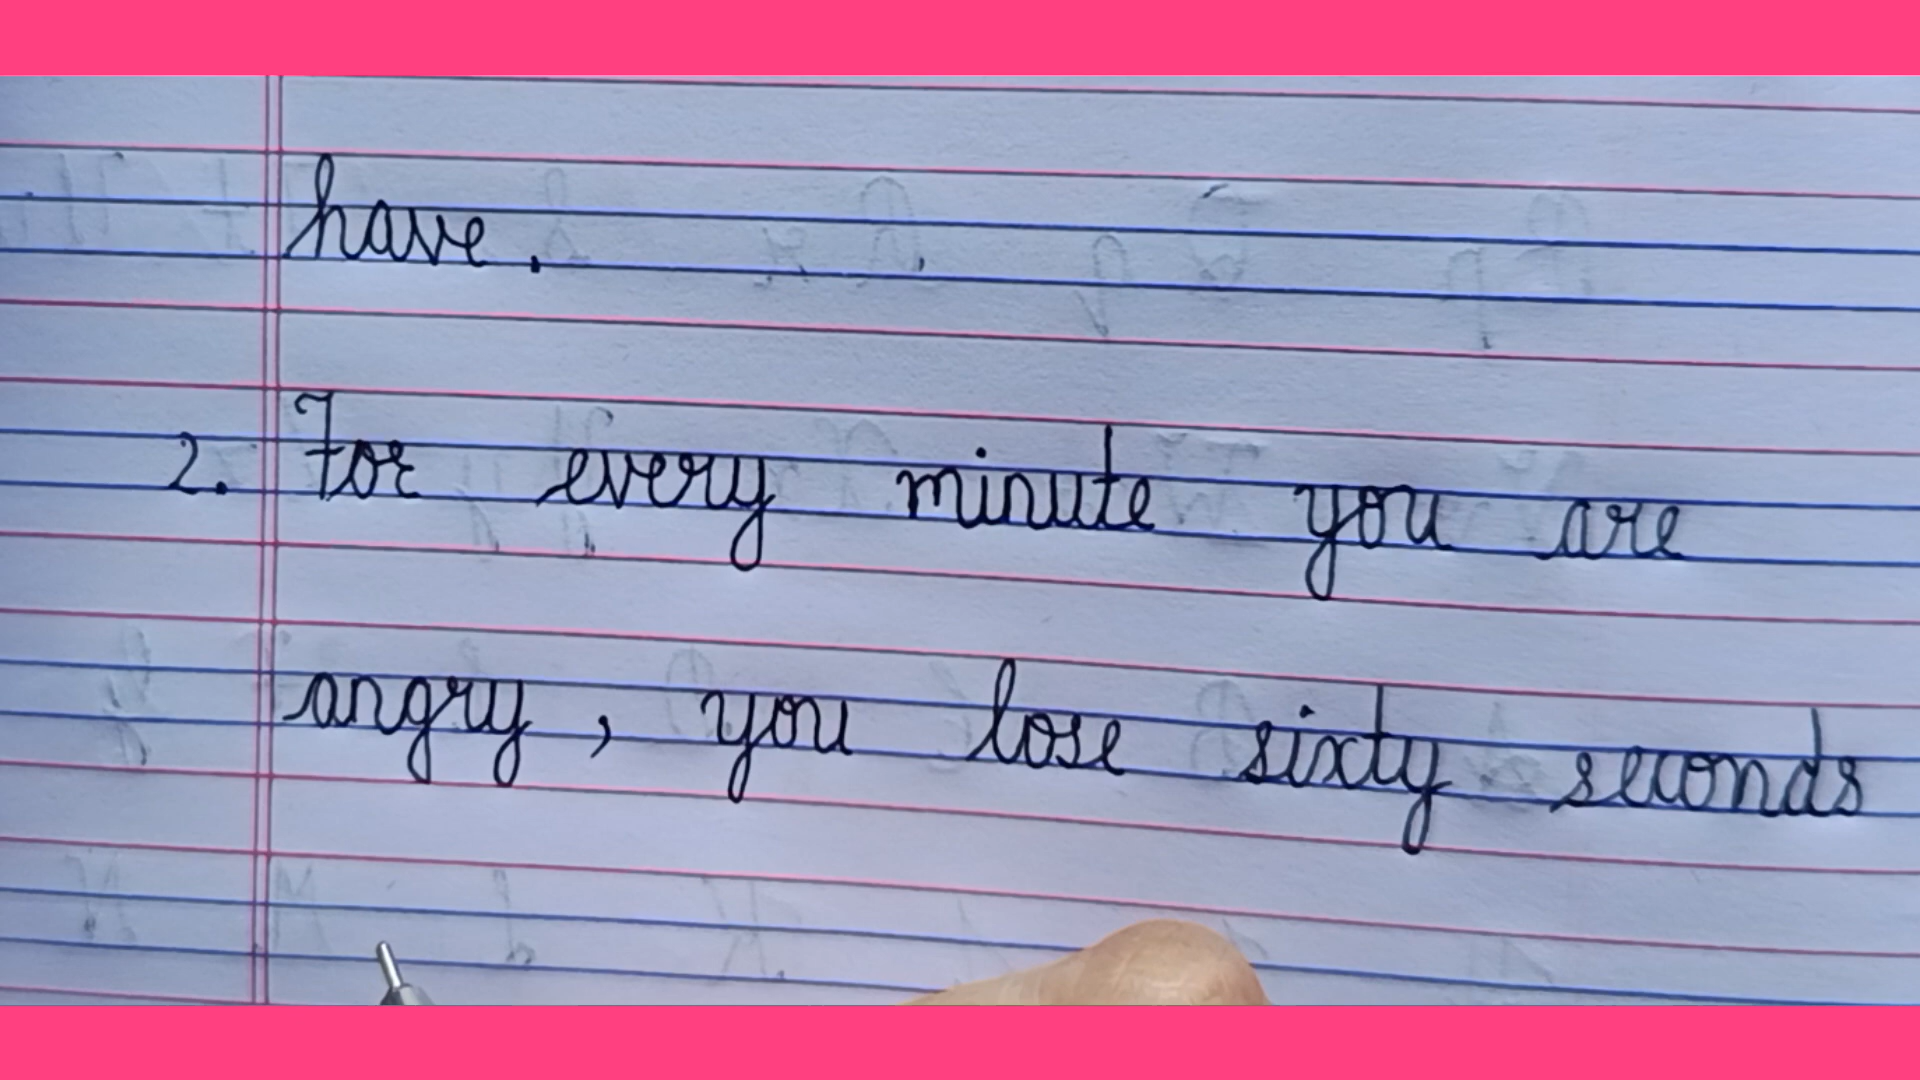 have.
2. For every minute you are
angry, you lose sixty seconds